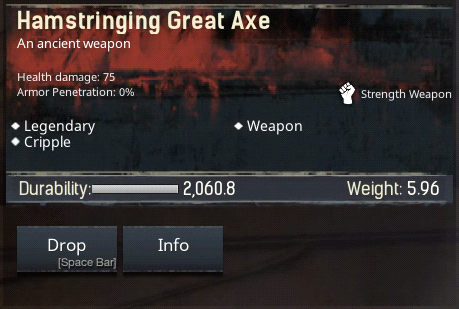 Hamstringing Great Axe
An ancient weapon
Health damage: 75
Armor Penetration: 0%
Strength Weapon
Legendary Weapon
Cripple
Durability: 2,060.8 Weight: 5.96
Drop Info
[Space Bar]